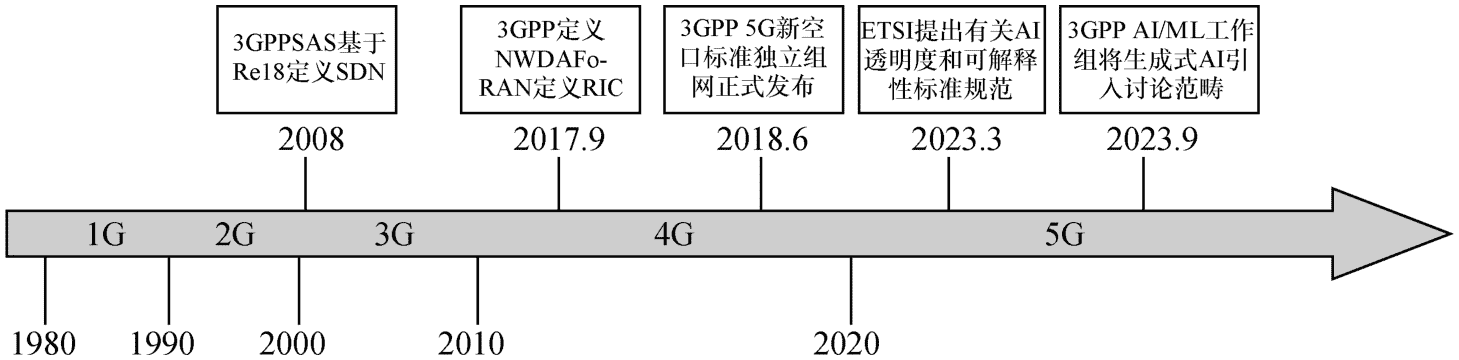 3GPPSAS基于
Re18定义SDN
3GPP定义
NWDAFo-
RAN定义RIC
3GPP 5G新空
口标准独立组
网正式发布
ETSI提出有关AI
透明度和可解释
性标准规范
3GPP AI/ML工作
组将生成式AI引
入讨论范畴
2008
2017.9
2018.6
2023.3
2023.9
1G
2G
3G
4G
5G
1980
1990
2000
2010
2020